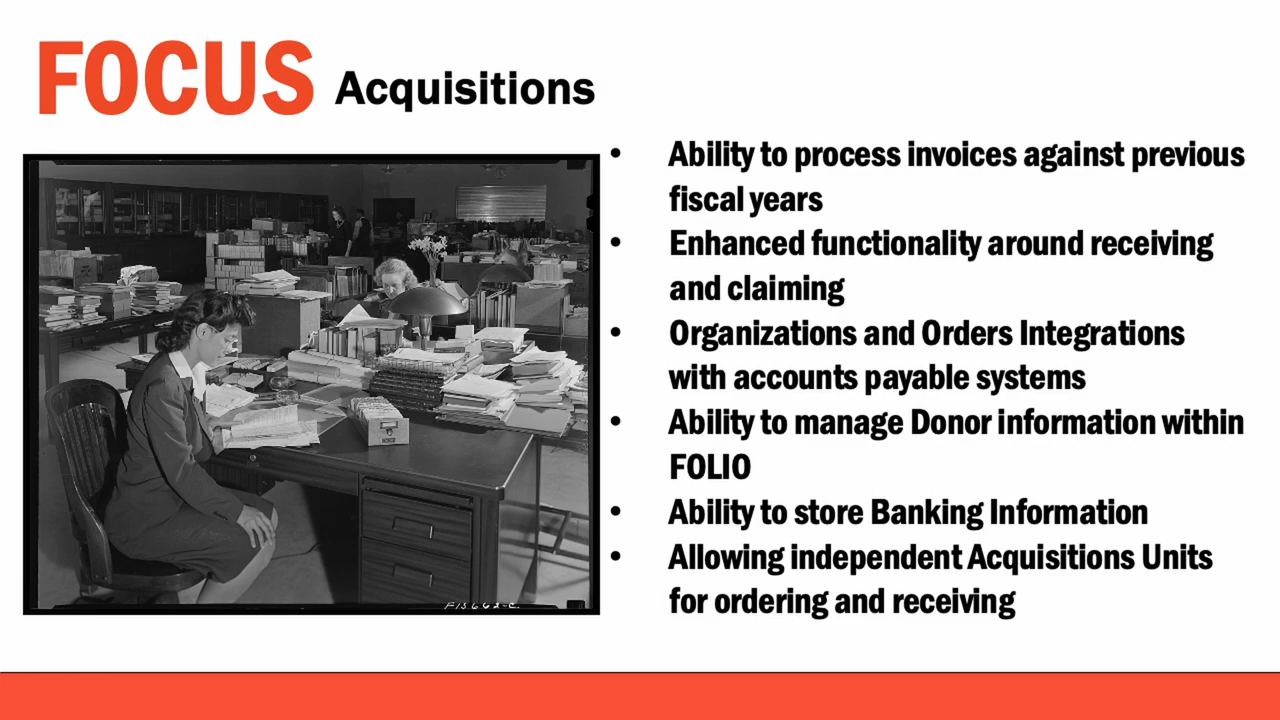 FOCUS Acquisitions
• Ability to process invoices against previous
fiscal years
• Enhanced functionality around receiving
and claiming
• Organizations and Orders Integrations
with accounts payable systems
• Ability to manage Donor information within
FOLIO
• Ability to store Banking Information
• Allowing independent Acquisitions Units
for ordering and receiving